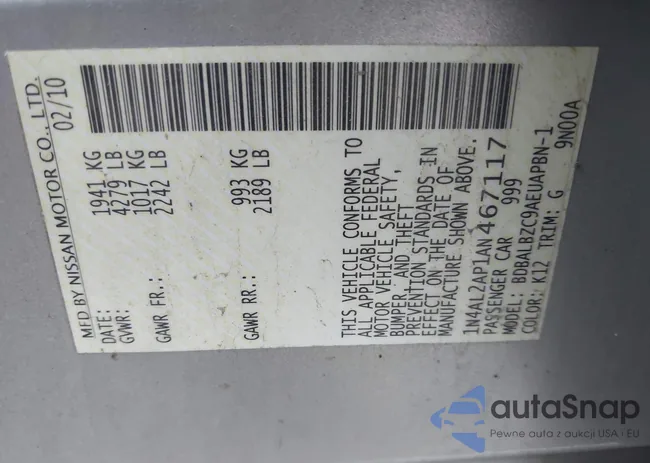 MFD BY NISSAN MOTOR CO., LTD.
DATE: 02/10
GVWR: 1941 KG
4279 LB
GAWR FR.: 1017 KG
2242 LB
GAWR RR.: 993 KG
2189 LB
THIS VEHICLE CONFORMS TO
ALL APPLICABLE FEDERAL
MOTOR VEHICLE SAFETY,
BUMPER, AND THEFT
PREVENTION STANDARDS IN
EFFECT ON THE DATE OF
MANUFACTURE SHOWN ABOVE.
1N4AL2AP1AN467117
PASSENGER CAR 999
MODEL: BDBALBZC9AEUAPBN-1
COLOR: K12 TRIM: G 9N00A
autaSnap
Pewne auta z aukcji USA i EU